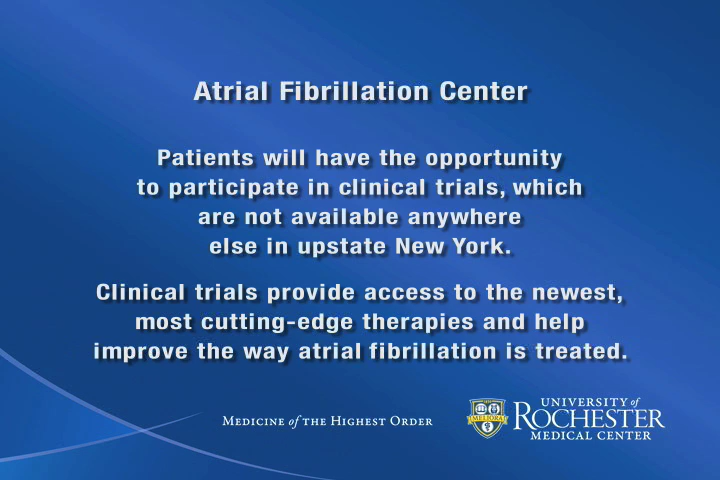 Atrial Fibrillation Center
Patients will have the opportunity
to participate in clinical trials, which
are not available anywhere
else in upstate New York.
Clinical trials provide access to the newest,
most cutting-edge therapies and help
improve the way atrial fibrillation is treated.
MEDICINE of THE HIGHEST ORDER
MELIORA
UNIVERSITY of
ROCHESTER
MEDICAL CENTER